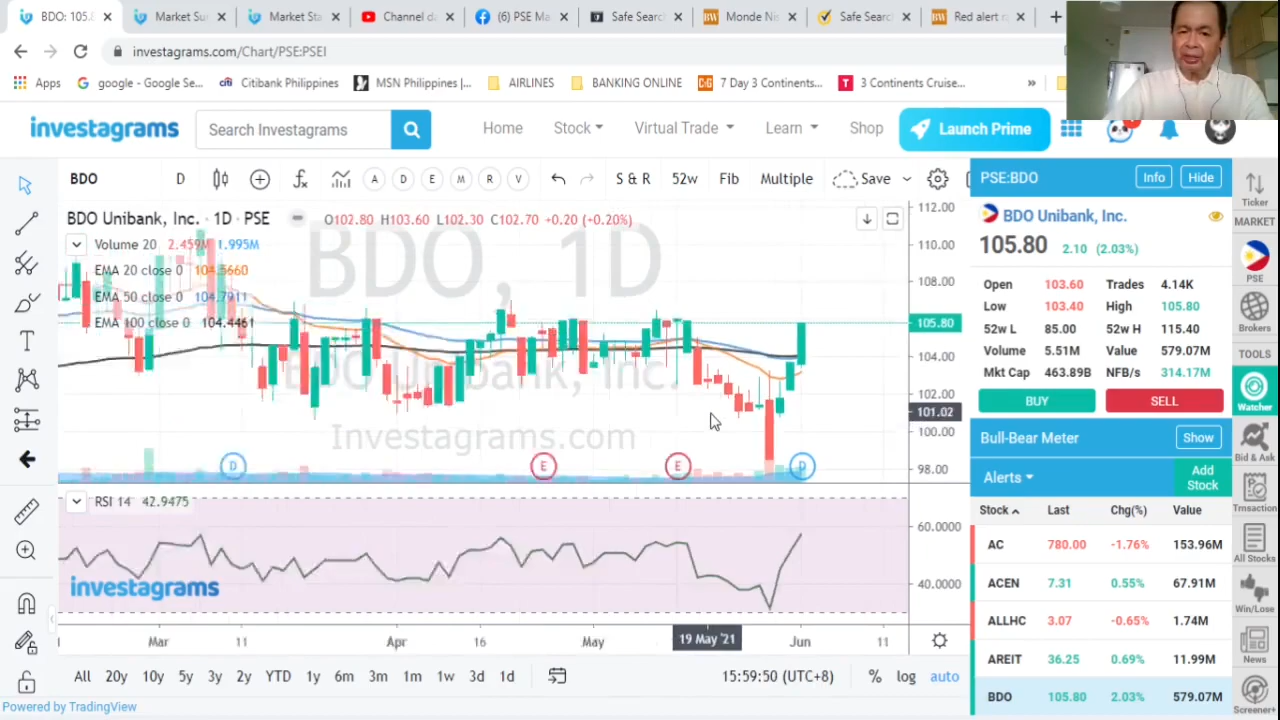 BDO: 105.8
Market Su
Market Sta
Channel da
(6) PSE Ma
Safe Searc
Monde Nis
Safe Searc
Red alert r
investagrams.com/Chart/PSE:PSEI
Apps
google - Google Se...
Citibank Philippines
MSN Philippines |...
AIRLINES
BANKING ONLINE
7 Day 3 Continents...
3 Continents Cruise...
»
investagrams
Search Investagrams
Home
Stock
Virtual Trade
Learn
Shop
Launch Prime
BDO
D
A
D
E
M
R
V
S & R
52w
Fib
Multiple
Save
BDO Unibank, Inc. · 1D · PSE
O102.80 H103.60 L102.30 C102.70 +0.20 (+0.20%)
Volume 20 2.459M 1.995M
EMA 20 close 0
EMA 50 close 0 104.7911
EMA 100 close 0 104.4461
BDO, 1D
BDO Unibank, Inc.
Investagrams.com
112.00
110.00
108.00
105.80
104.00
102.00
101.02
100.00
98.00
D
E
E
D
RSI 14 42.9475
60.0000
40.0000
investagrams
Mar
11
Apr
16
May
19 May '21
Jun
11
All
20y
10y
5y
3y
2y
YTD
1y
6m
3m
1m
1w
3d
1d
15:59:50 (UTC+8)
%
log
auto
Powered by TradingView
PSE:BDO
Info
Hide
BDO Unibank, Inc.
105.80 2.10 (2.03%)
Open 103.60 Trades 4.14K
Low 103.40 High 105.80
52w L 85.00 52w H 115.40
Volume 5.51M Value 579.07M
Mkt Cap 463.89B NFB/s 314.17M
BUY
SELL
Bull-Bear Meter
Show
Alerts
Add Stock
Stock Last Chg(%) Value
AC 780.00 -1.76% 153.96M
ACEN 7.31 0.55% 67.91M
ALLHC 3.07 -0.65% 1.74M
AREIT 36.25 0.69% 11.99M
BDO 105.80 2.03% 579.07M
Ticker
MARKET
PSE
Brokers
TOOLS
Watcher
Bid & Ask
Trnsaction
All Stocks
Win/Lose
News
Screener+